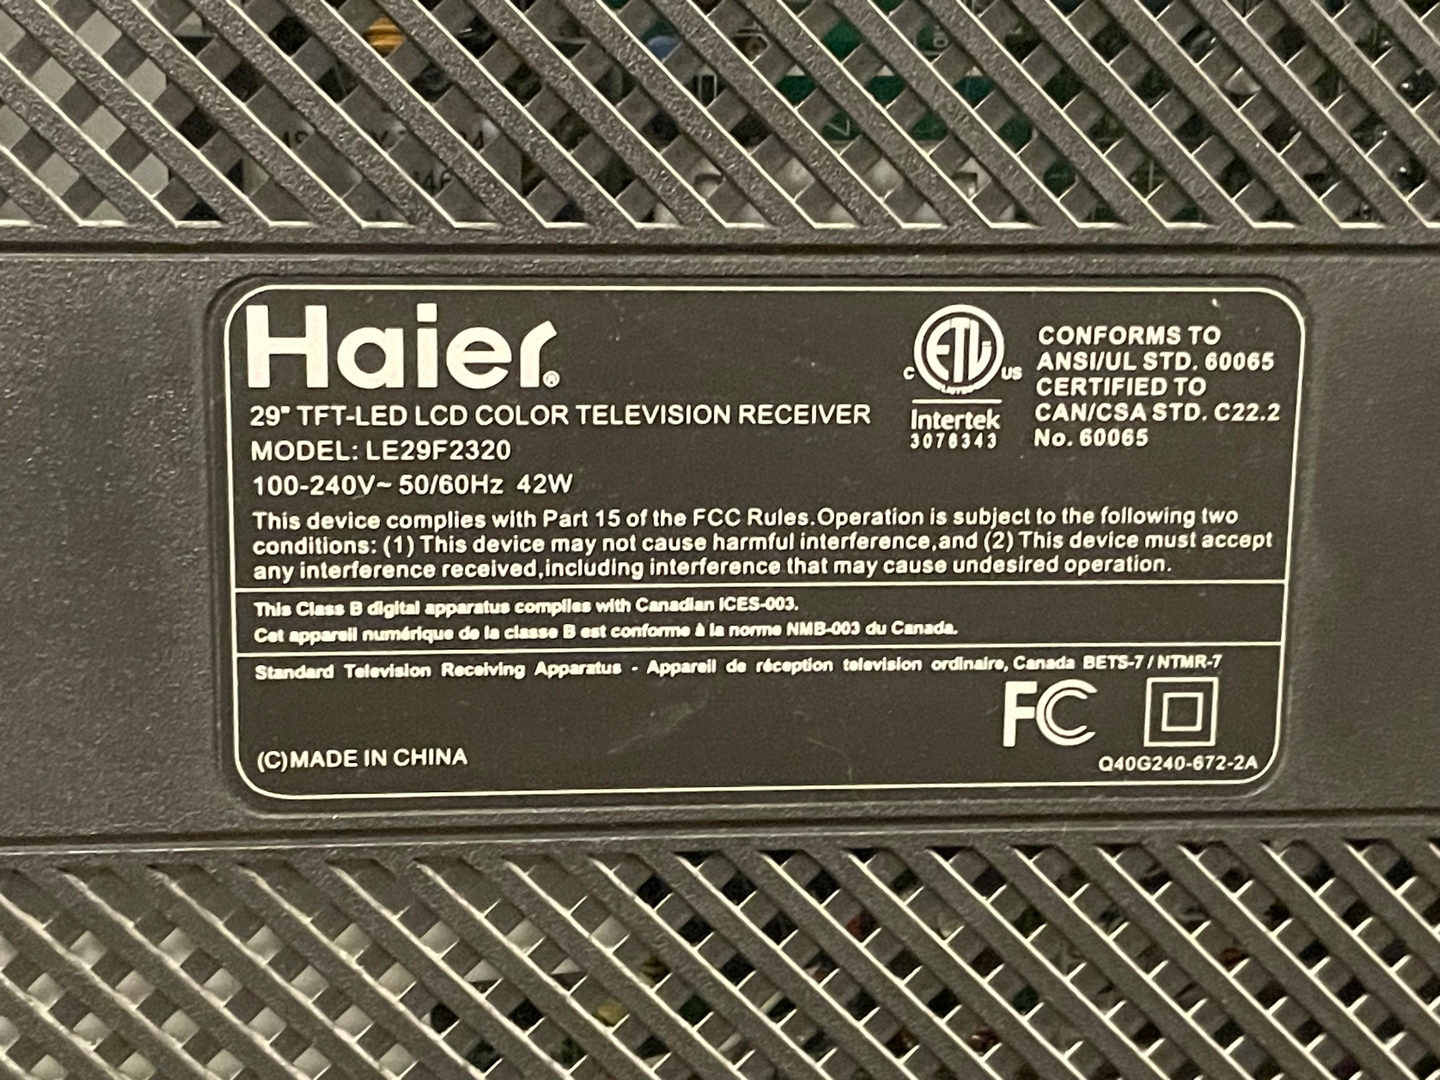 Haier®
29" TFT-LED LCD COLOR TELEVISION RECEIVER
MODEL: LE29F2320
100-240V~ 50/60Hz 42W
C ETL US
LISTED
Intertek
3076343
CONFORMS TO
ANSI/UL STD. 60065
CERTIFIED TO
CAN/CSA STD. C22.2
No. 60065
This device complies with Part 15 of the FCC Rules.Operation is subject to the following two
conditions: (1) This device may not cause harmful interference,and (2) This device must accept
any interference received,including interference that may cause undesired operation.
This Class B digital apparatus complies with Canadian ICES-003.
Cet appareil numérique de la classe B est conforme à la norme NMB-003 du Canada.
Standard Television Receiving Apparatus - Appareil de réception television ordinaire, Canada BETS-7 / NTMR-7
FC
(C)MADE IN CHINA
Q40G240-672-2A